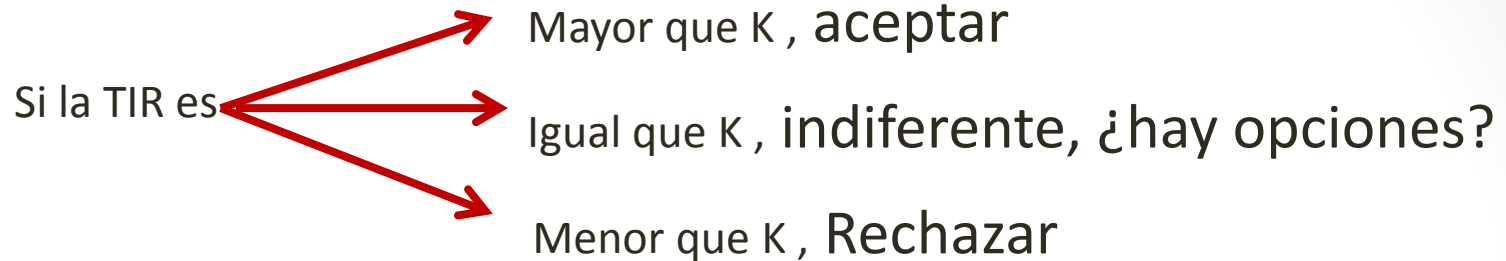 Mayor que K , aceptar
Si la TIR es
Igual que K , indiferente, ¿hay opciones?
Menor que K , Rechazar